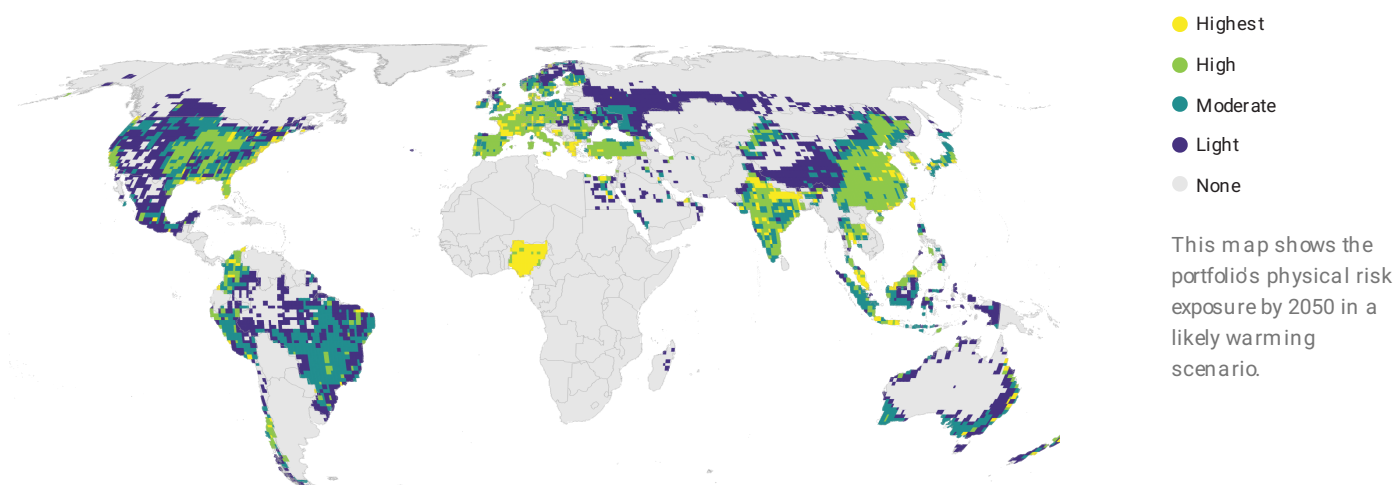 Highest
High
Moderate
Light
None
This map shows the
portfolio's physical risk
exposure by 2050 in a
likely warming
scenario.